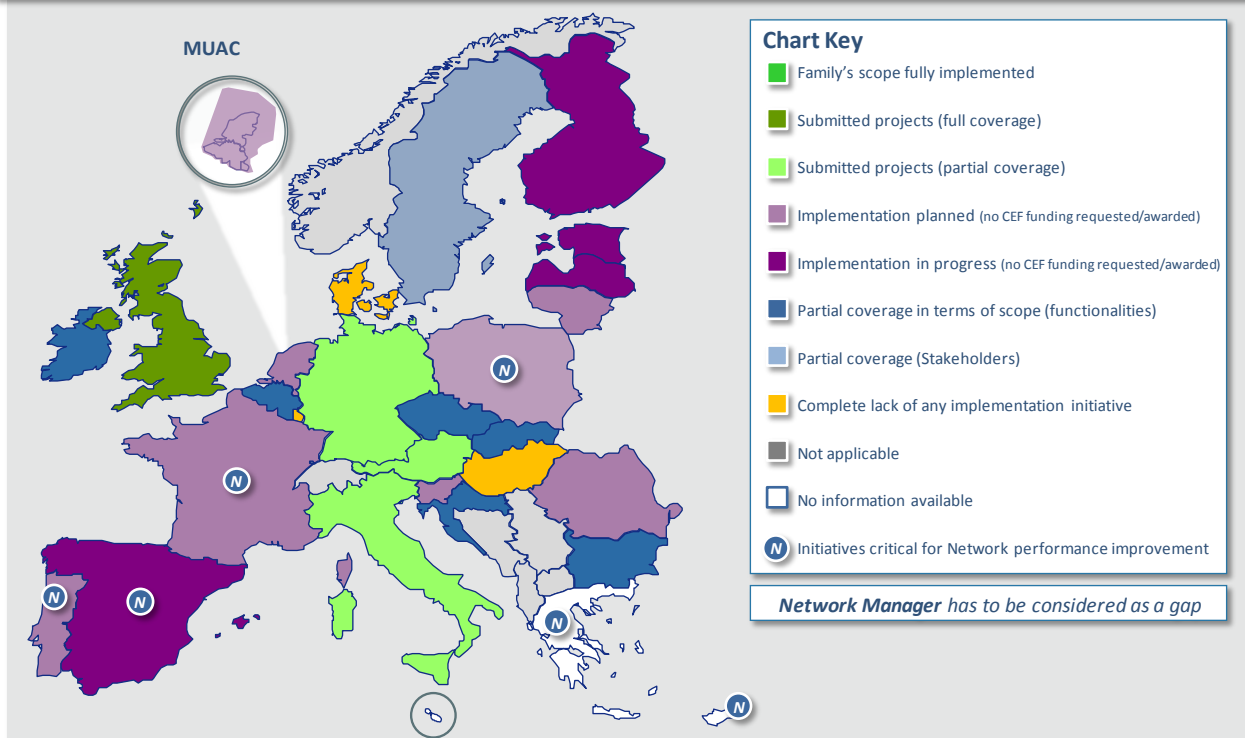 MUAC
N
N
N
N
N
N
Chart Key
Family's scope fully implemented
Submitted projects (full coverage)
Submitted projects (partial coverage)
Implementation planned (no CEF funding requested/awarded)
Implementation in progress (no CEF funding requested/awarded)
Partial coverage in terms of scope (functionalities)
Partial coverage (Stakeholders)
Complete lack of any implementation initiative
Not applicable
No information available
N Initiatives critical for Network performance improvement
Network Manager has to be considered as a gap